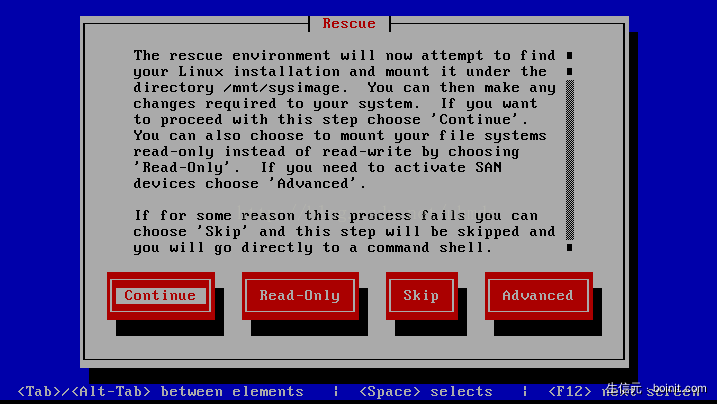 Rescue
The rescue environment will now attempt to find
your Linux installation and mount it under the
directory /mnt/sysimage.  You can then make any
changes required to your system.  If you want
to proceed with this step choose 'Continue'.
You can also choose to mount your file systems
read-only instead of read-write by choosing
'Read-Only'.  If you need to activate SAN
devices choose 'Advanced'.
If for some reason this process fails you can
choose 'Skip' and this step will be skipped and
you will go directly to a command shell.
Continue Read-Only Skip Advanced
<Tab>/<Alt-Tab> between elements | <Space> selects | <F12> next screen
生信元 · boinit.com